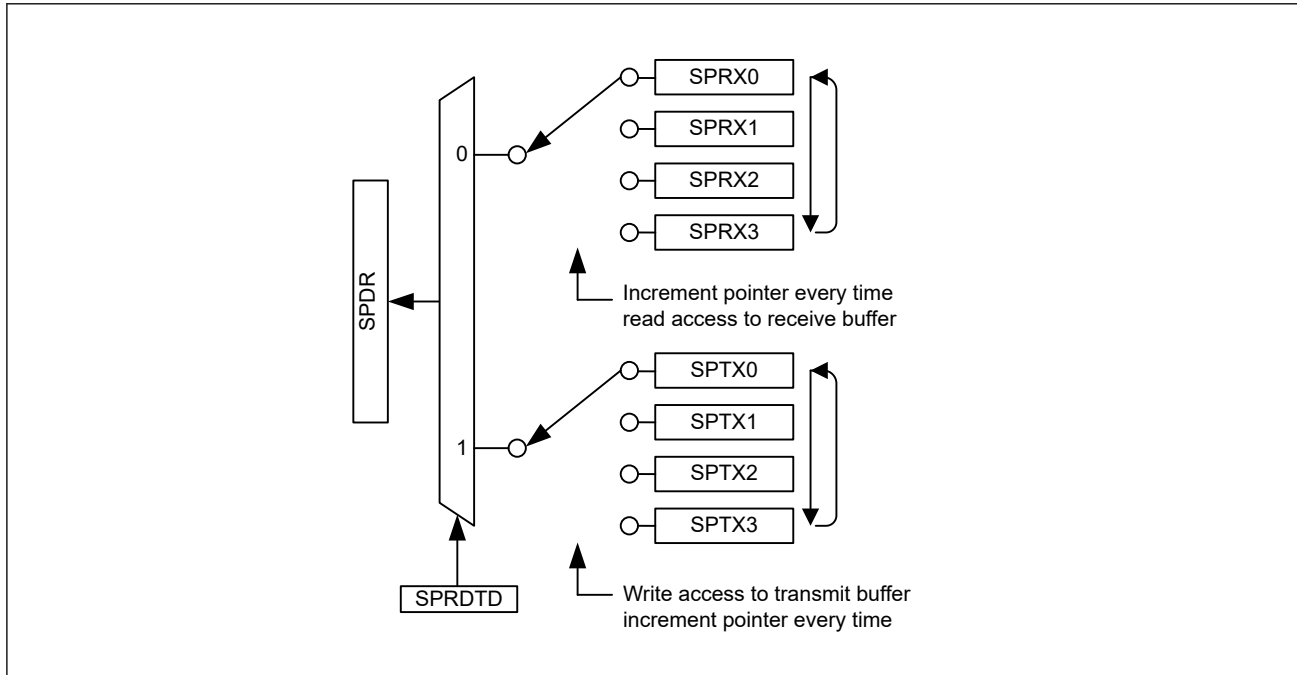 SPRX0
SPRX1
0
SPRX2
SPRX3
SPDR
Increment pointer every time
read access to receive buffer
SPTX0
SPTX1
1
SPTX2
SPTX3
SPRDTD
Write access to transmit buffer
increment pointer every time